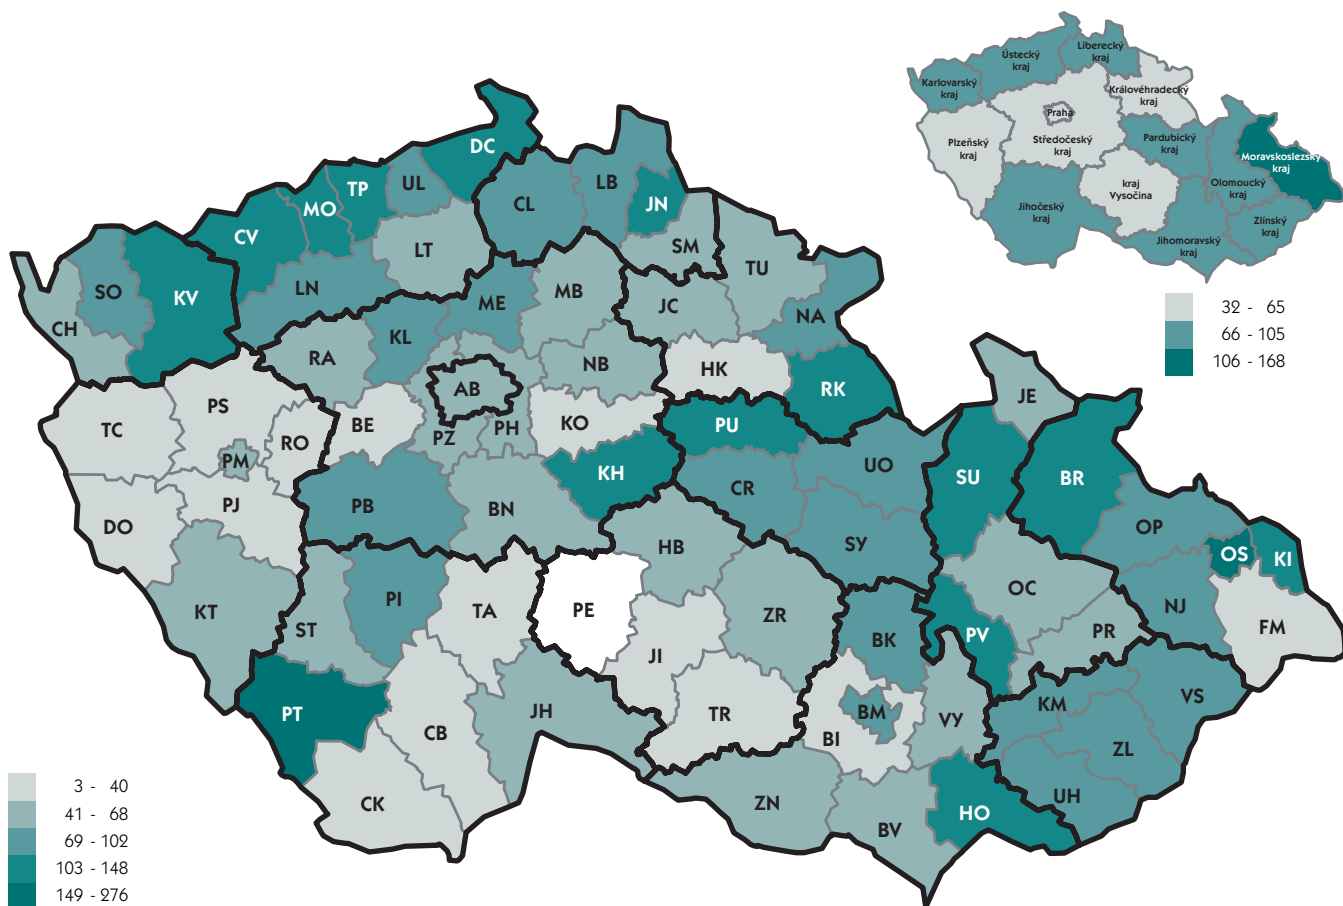 Liberecký
kraj
Ústecký
kraj
Karlovarský
kraj
Královéhradecký
kraj
Praha
Středočeský
kraj
Plzeňský
kraj
Pardubický
kraj
Moravskoslezský
kraj
kraj
Vysočina
Olomoucký
kraj
Jihočeský
kraj
Zlínský
kraj
Jihomoravský
kraj
32 - 65
66 - 105
106 - 168
DC
TP
UL
LB
MO
CL
JN
CV
LT
SM
TU
SO
KV
LN
ME
MB
JC
NA
CH
KL
RA
NB
HK
AB
RK
JE
PS
TC
BE
KO
PU
RO
PZ
PH
PM
UO
KH
SU
BR
CR
PJ
PB
BN
DO
OP
HB
SY
OS
KI
OC
PI
TA
PE
KT
ZR
NJ
ST
BK
PV
PR
FM
JI
VS
PT
JH
TR
BM
KM
VY
CB
BI
ZL
CK
ZN
UH
HO
BV
3 - 40
41 - 68
69 - 102
103 - 148
149 - 276